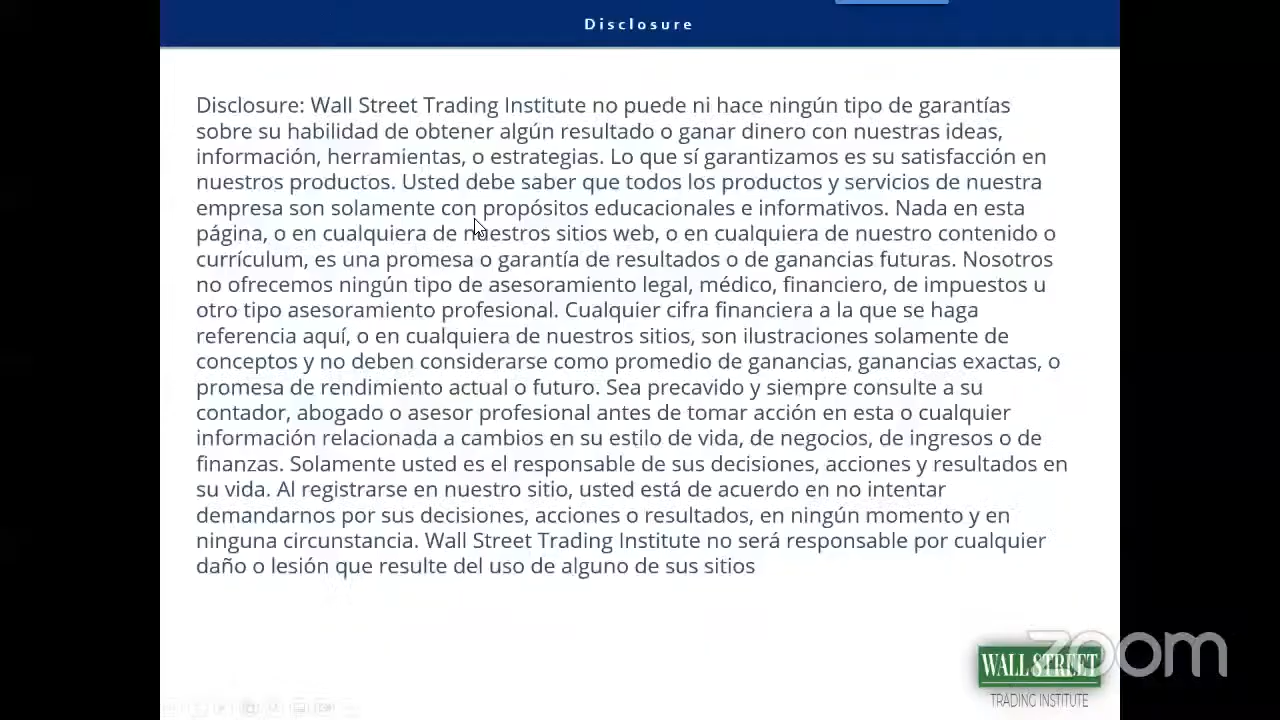 Disclosure
Disclosure: Wall Street Trading Institute no puede ni hace ningún tipo de garantías
sobre su habilidad de obtener algún resultado o ganar dinero con nuestras ideas,
información, herramientas, o estrategias. Lo que sí garantizamos es su satisfacción en
nuestros productos. Usted debe saber que todos los productos y servicios de nuestra
empresa son solamente con propósitos educacionales e informativos. Nada en esta
página, o en cualquiera de nuestros sitios web, o en cualquiera de nuestro contenido o
currículum, es una promesa o garantía de resultados o de ganancias futuras. Nosotros
no ofrecemos ningún tipo de asesoramiento legal, médico, financiero, de impuestos u
otro tipo asesoramiento profesional. Cualquier cifra financiera a la que se haga
referencia aquí, o en cualquiera de nuestros sitios, son ilustraciones solamente de
conceptos y no deben considerarse como promedio de ganancias, ganancias exactas, o
promesa de rendimiento actual o futuro. Sea precavido y siempre consulte a su
contador, abogado o asesor profesional antes de tomar acción en esta o cualquier
información relacionada a cambios en su estilo de vida, de negocios, de ingresos o de
finanzas. Solamente usted es el responsable de sus decisiones, acciones y resultados en
su vida. Al registrarse en nuestro sitio, usted está de acuerdo en no intentar
demandarnos por sus decisiones, acciones o resultados, en ningún momento y en
ninguna circunstancia. Wall Street Trading Institute no será responsable por cualquier
daño o lesión que resulte del uso de alguno de sus sitios
zoom
WALL STREET
TRADING INSTITUTE